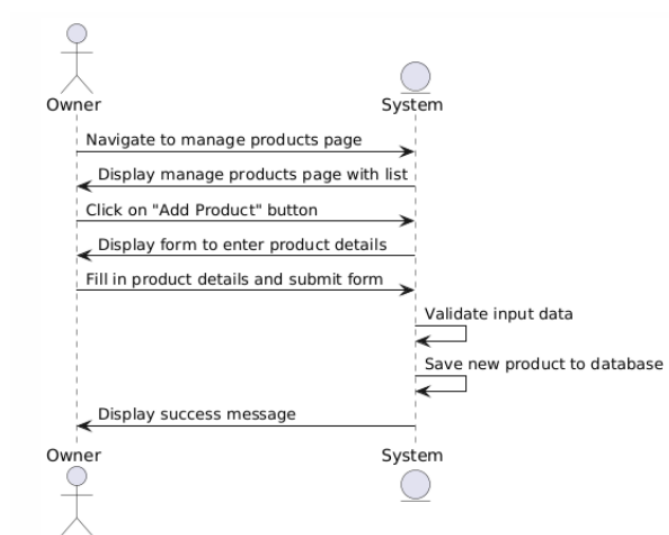 Owner
System
Navigate to manage products page
Display manage products page with list
Click on "Add Product" button
Display form to enter product details
Fill in product details and submit form
Validate input data
Save new product to database
Display success message
Owner
System